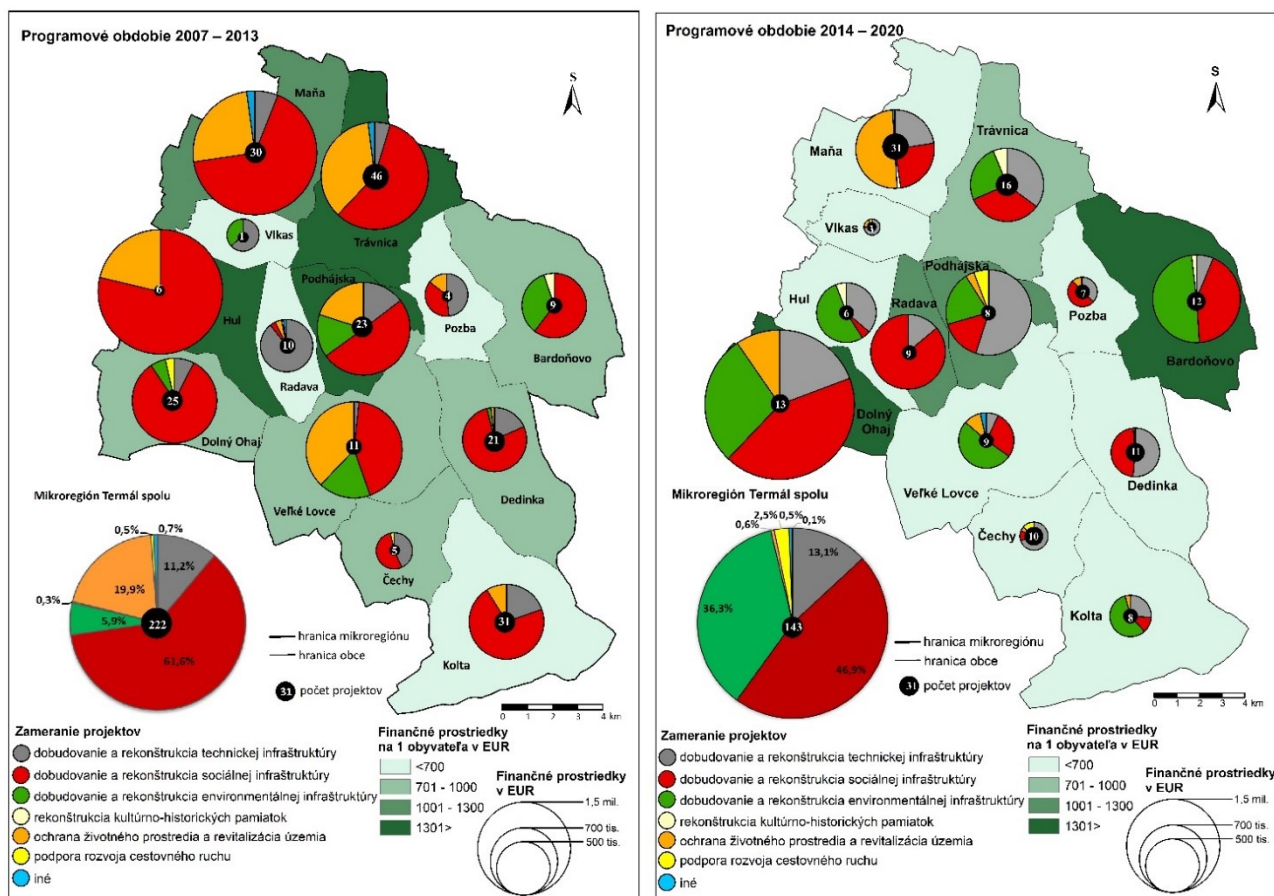 Programové obdobie 2007 – 2013
S
Maňa
30
46
1
Vlkas
Trávnica
6
Podhájska
Hul
23
4
Pozba
9
Bardoňovo
10
Radava
25
Dolný Ohaj
11
21
Veľké Lovce
Dedinka
5
Čechy
31
Kolta
Mikroregión Termál spolu
0,5%
0,7%
11,2%
19,9%
0,3%
5,9%
222
61,6%
hranica mikroregiónu
hranica obce
31 počet projektov
0 1 2 3 4 km
Zameranie projektov
dobudovanie a rekonštrukcia technickej infraštruktúry
dobudovanie a rekonštrukcia sociálnej infraštruktúry
dobudovanie a rekonštrukcia environmentálnej infraštruktúry
rekonštrukcia kultúrno-historických pamiatok
ochrana životného prostredia a revitalizácia územia
podpora rozvoja cestovného ruchu
iné
Finančné prostriedky
na 1 obyvateľa v EUR
<700
701 - 1000
1001 - 1300
1301>
Finančné prostriedky
v EUR
1,5 mil.
700 tis.
500 tis.
Programové obdobie 2014 – 2020
S
Maňa
31
Trávnica
16
Vlkas
Podhájska
Hul
6
Radava
9
8
7
Pozba
12
Bardoňovo
13
Dolný
Ohaj
9
Veľké Lovce
11
Dedinka
Čechy
10
Kolta
8
Mikroregión Termál spolu
0,6%
2,5%
0,5%
0,1%
13,1%
36,3%
143
46,9%
hranica mikroregiónu
hranica obce
31 počet projektov
0 1 2 3 4 km
Zameranie projektov
dobudovanie a rekonštrukcia technickej infraštruktúry
dobudovanie a rekonštrukcia sociálnej infraštruktúry
dobudovanie a rekonštrukcia environmentálnej infraštruktúry
rekonštrukcia kultúrno-historických pamiatok
ochrana životného prostredia a revitalizácia územia
podpora rozvoja cestovného ruchu
iné
Finančné prostriedky
na 1 obyvateľa v EUR
<700
701 - 1000
1001 - 1300
1301>
Finančné prostriedky
v EUR
1,5 mil.
700 tis.
500 tis.